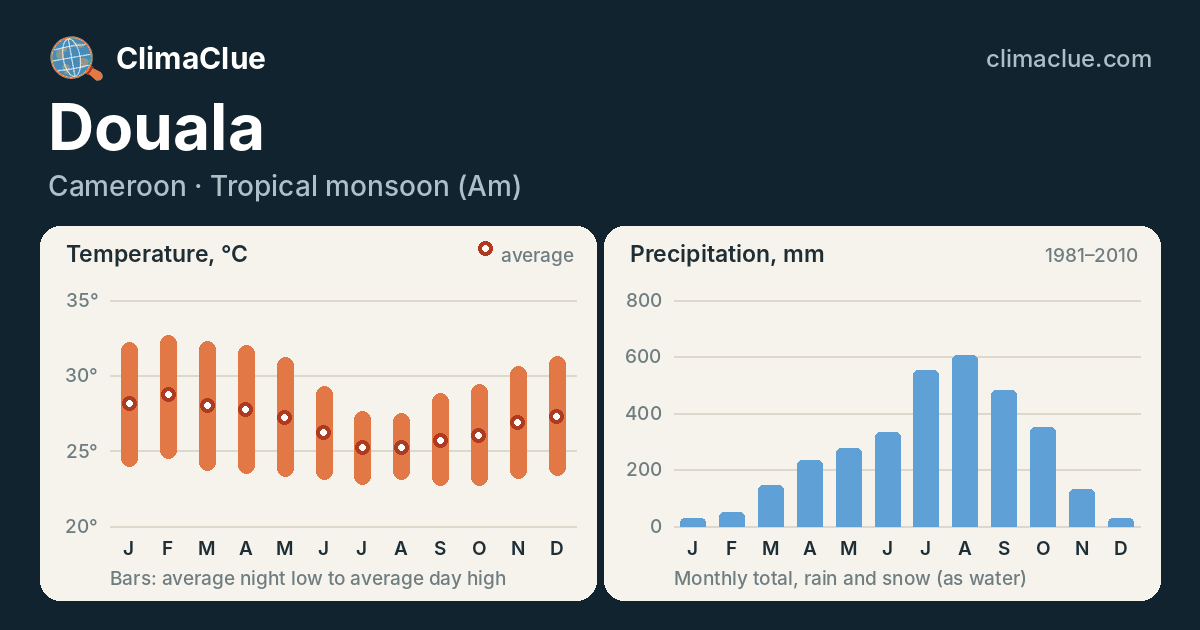 ClimaClue
climaclue.com
Douala
Cameroon · Tropical monsoon (Am)
Temperature, °C
average
35°
30°
25°
20°
J F M A M J J A S O N D
Bars: average night low to average day high
Precipitation, mm
1981–2010
800
600
400
200
0
J F M A M J J A S O N D
Monthly total, rain and snow (as water)